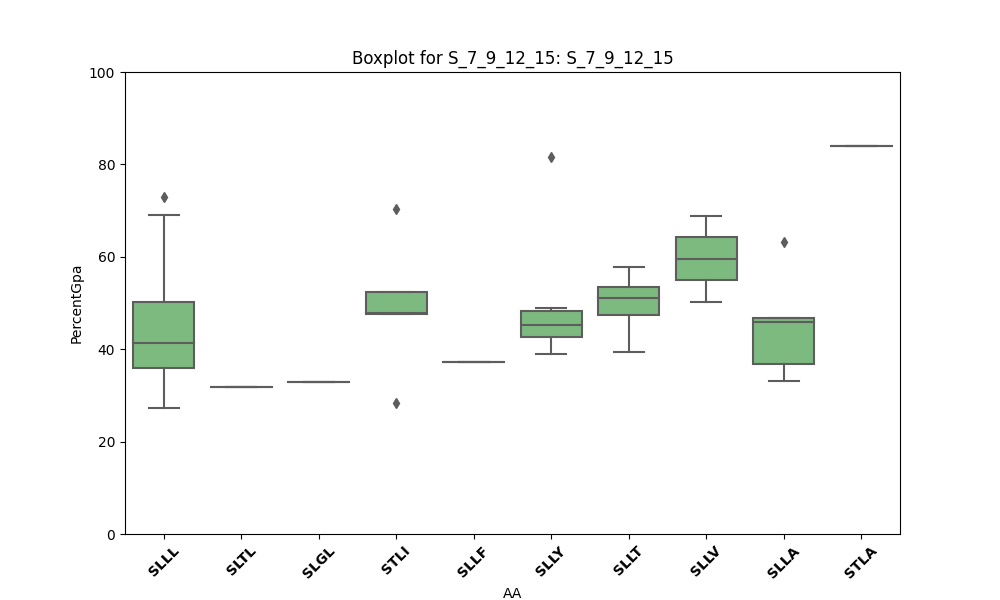 Boxplot for S_7_9_12_15: S_7_9_12_15
100
80
60
40
20
0
PercentGpa
SLLL
SLTL
SLGL
STLI
SLLF
SLLY
SLLT
SLLV
SLLA
STLA
AA